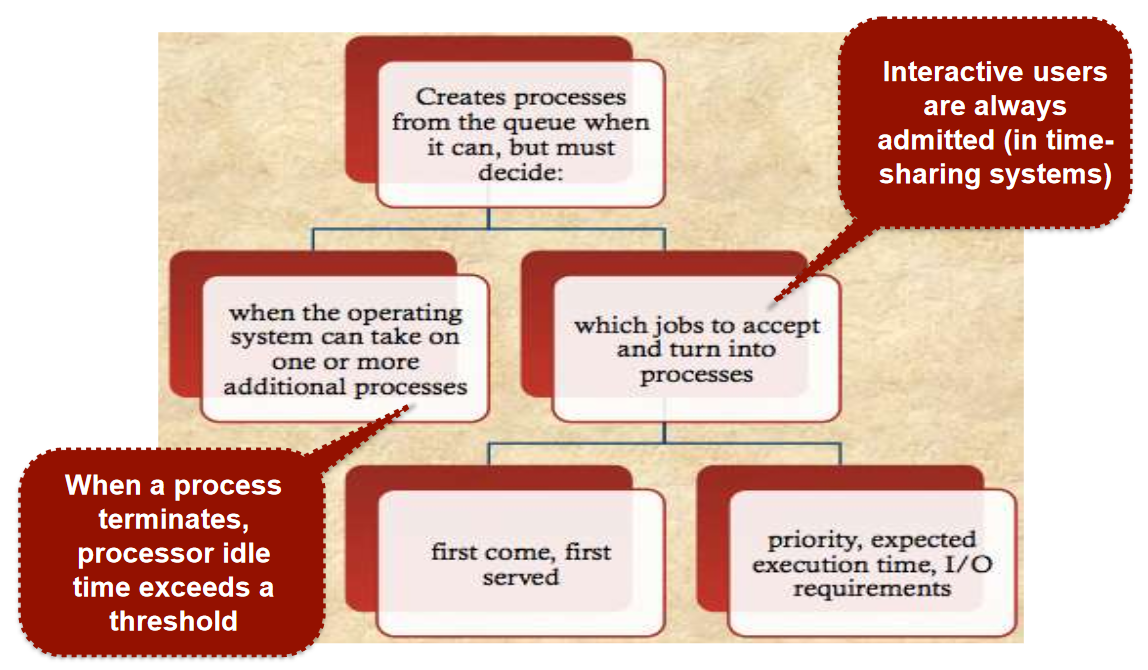 Creates processes
from the queue when
it can, but must
decide:
Interactive users
are always
admitted (in time-
sharing systems)
when the operating
system can take on
one or more
additional processes
which jobs to accept
and turn into
processes
When a process
terminates,
processor idle
time exceeds a
threshold
first come, first
served
priority, expected
execution time, I/O
requirements